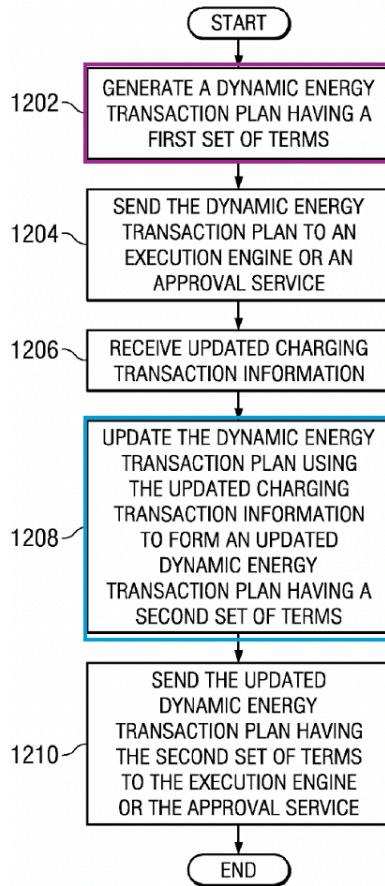 START
1202
GENERATE A DYNAMIC ENERGY
TRANSACTION PLAN HAVING A
FIRST SET OF TERMS
1204
SEND THE DYNAMIC ENERGY
TRANSACTION PLAN TO AN
EXECUTION ENGINE OR AN
APPROVAL SERVICE
1206
RECEIVE UPDATED CHARGING
TRANSACTION INFORMATION
1208
UPDATE THE DYNAMIC ENERGY
TRANSACTION PLAN USING
THE UPDATED CHARGING
TRANSACTION INFORMATION
TO FORM AN UPDATED
DYNAMIC ENERGY
TRANSACTION PLAN HAVING A
SECOND SET OF TERMS
1210
SEND THE UPDATED
DYNAMIC ENERGY
TRANSACTION PLAN HAVING
THE SECOND SET OF TERMS
TO THE EXECUTION ENGINE
OR THE APPROVAL SERVICE
END